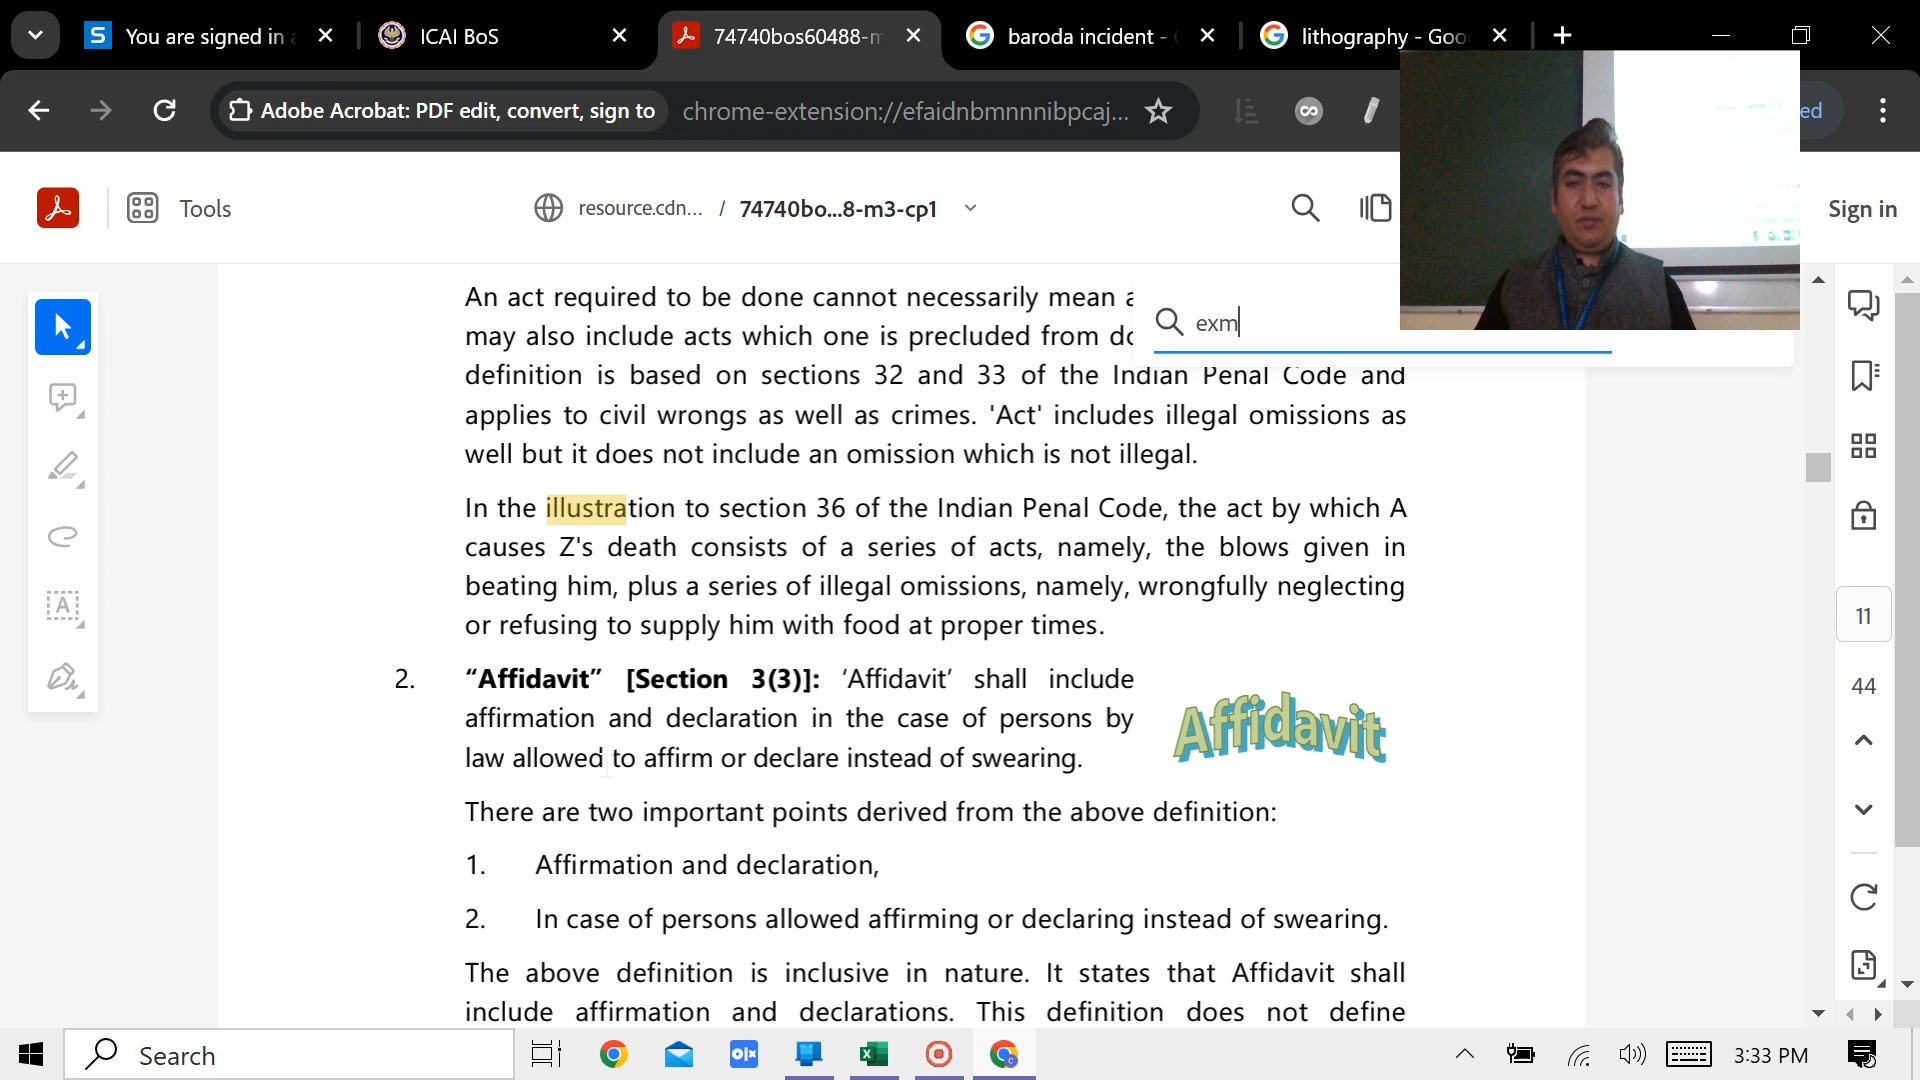 You are signed in a
ICAI BoS
74740bos60488-m
baroda incident -
lithography - Goo
Adobe Acrobat: PDF edit, convert, sign to
chrome-extension://efaidnbmnnnibpcaj...
ed
Tools
resource.cdn... / 74740bo...8-m3-cp1
Sign in
exm
An act required to be done cannot necessarily mean a
may also include acts which one is precluded from do
definition is based on sections 32 and 33 of the Indian Penal Code and
applies to civil wrongs as well as crimes. 'Act' includes illegal omissions as
well but it does not include an omission which is not illegal.
In the illustration to section 36 of the Indian Penal Code, the act by which A
causes Z's death consists of a series of acts, namely, the blows given in
beating him, plus a series of illegal omissions, namely, wrongfully neglecting
or refusing to supply him with food at proper times.
2. “Affidavit” [Section 3(3)]: ‘Affidavit’ shall include
affirmation and declaration in the case of persons by
law allowed to affirm or declare instead of swearing.
Affidavit
There are two important points derived from the above definition:
1. Affirmation and declaration,
2. In case of persons allowed affirming or declaring instead of swearing.
The above definition is inclusive in nature. It states that Affidavit shall
include affirmation and declarations. This definition does not define
11
44
Search
3:33 PM